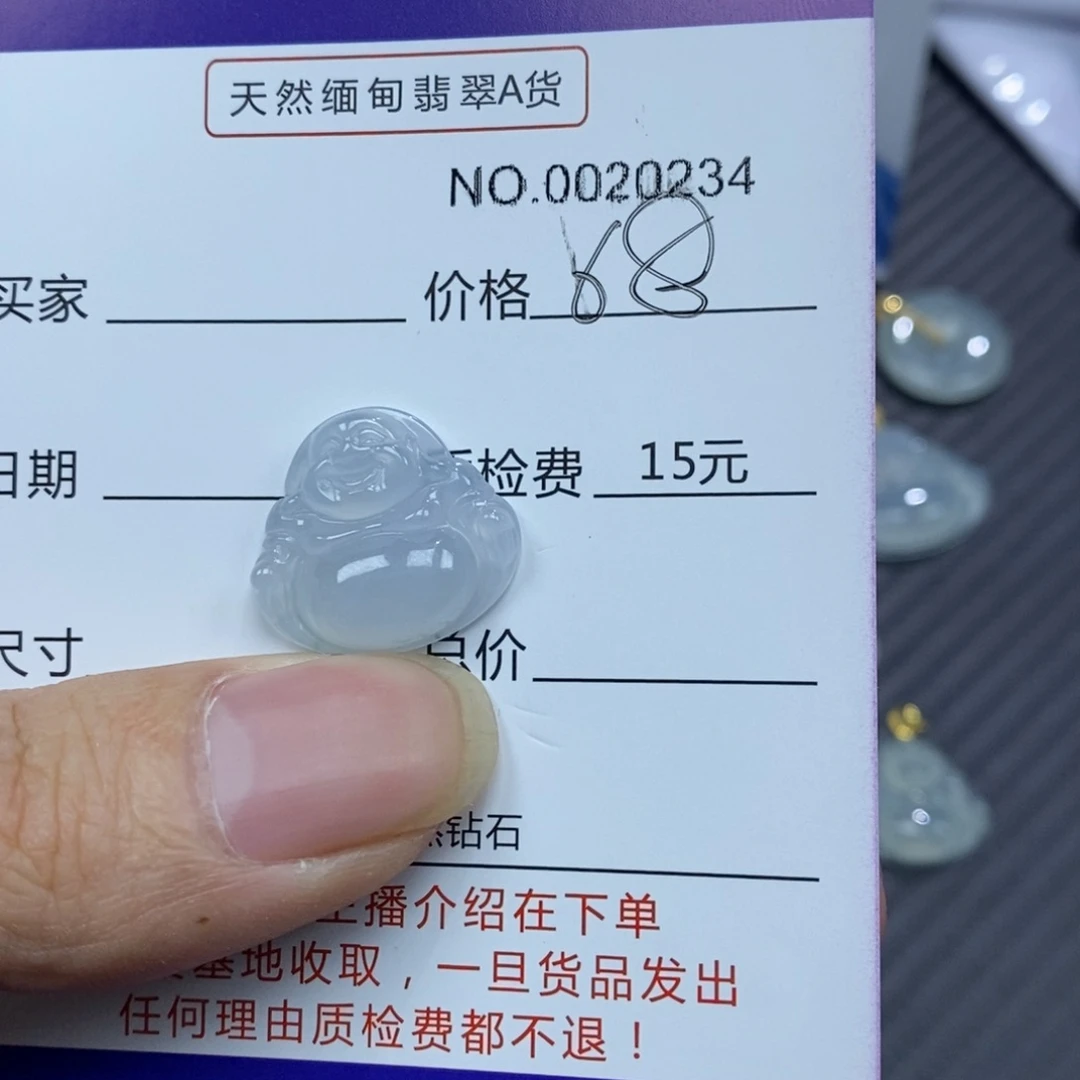 天然缅甸翡翠A货
NO.0020234
买家 价格 68
日期 检费 15元
尺寸 总价
钻石
主播介绍在下单
基地收取，一旦货品发出
任何理由质检费都不退！